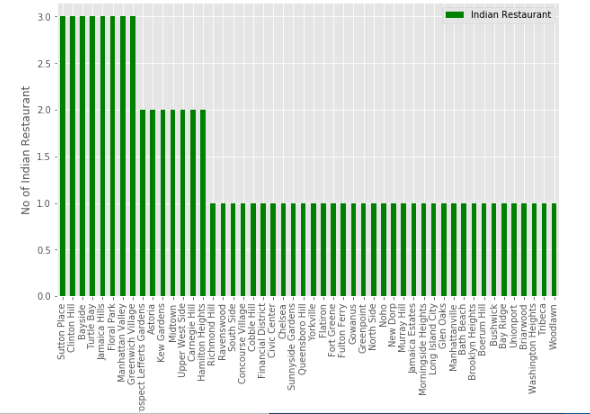 Indian Restaurant
No of Indian Restaurant
3.0
2.5
2.0
1.5
1.0
0.5
0.0
Sutton Place
Clinton Hill
Bayside
Turtle Bay
Jamaica Hills
Floral Park
Manhattan Valley
Greenwich Village
rospect Lefferts Gardens
Astoria
Kew Gardens
Midtown
Upper West Side
Carnegie Hill
Hamilton Heights
Richmond Hill
Ravenswood
South Side
Concourse Village
Cobble Hill
Financial District
Civic Center
Chelsea
Sunnyside Gardens
Queensboro Hill
Yorkville
Flatiron
Fort Greene
Fulton Ferry
Gowanus
Greenpoint
North Side
Noho
New Dorp
Murray Hill
Jamaica Estates
Morningside Heights
Long Island City
Glen Oaks
Manhattanville
Bath Beach
Brooklyn Heights
Boerum Hill
Bushwick
Bay Ridge
Unionport
Briarwood
Washington Heights
Tribeca
Woodlawn